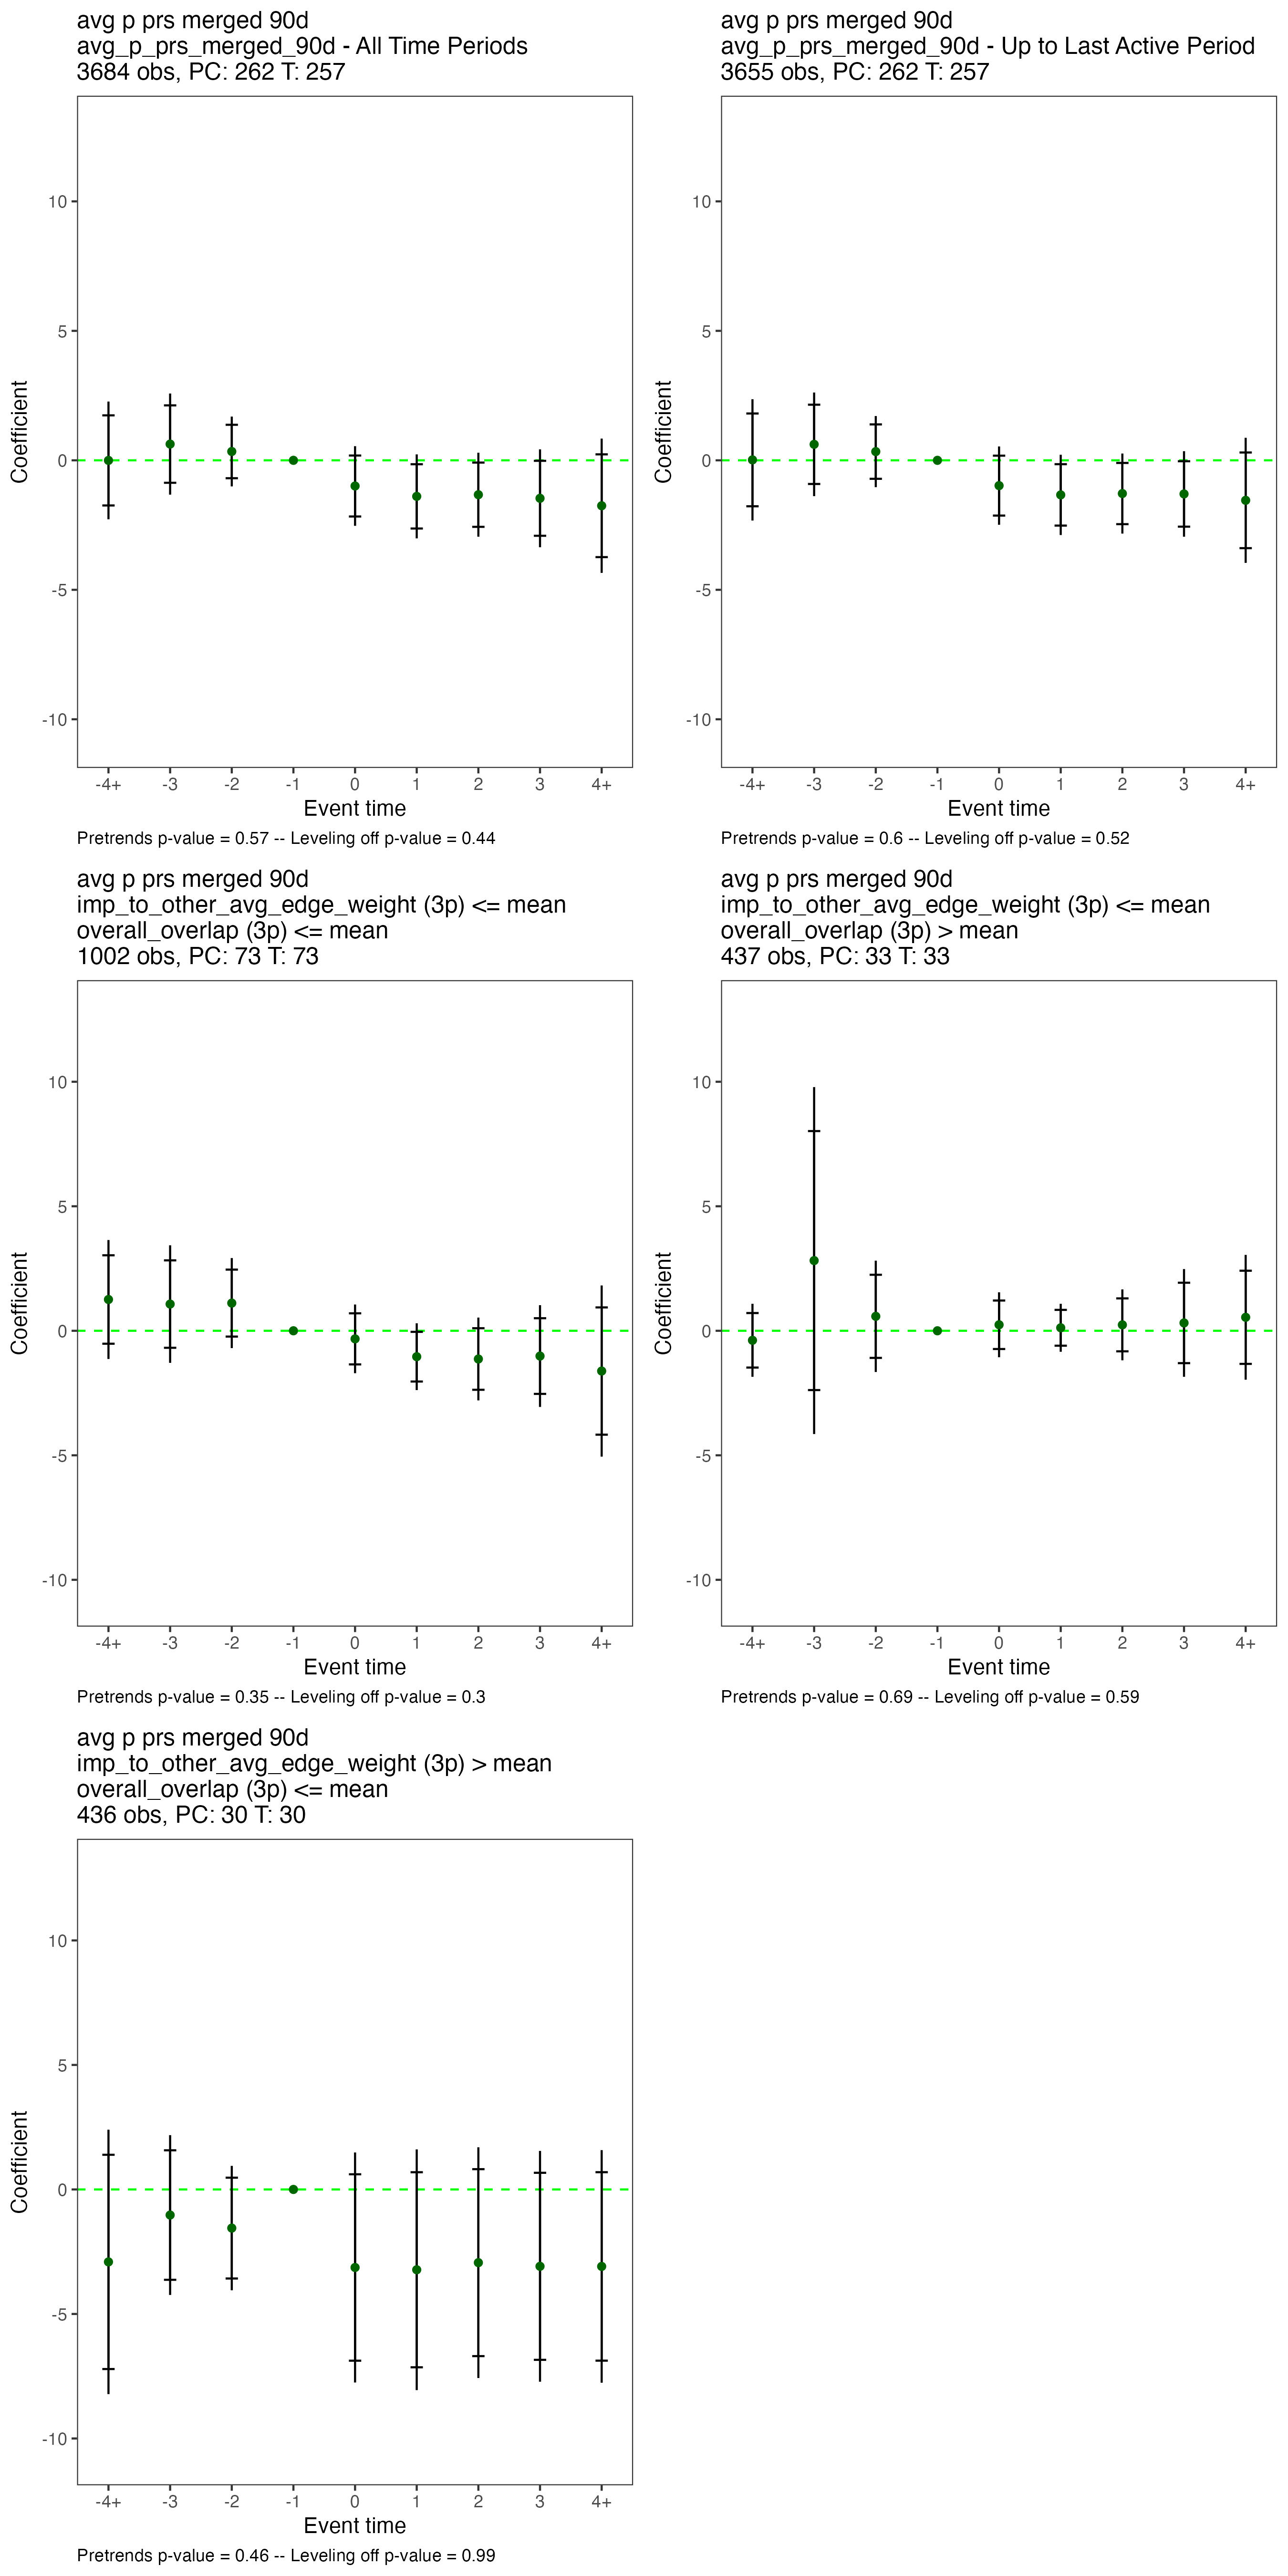 avg p prs merged 90d
avg_p_prs_merged_90d - All Time Periods
3684 obs, PC: 262 T: 257
10
5
0
-5
-10
Coefficient
-4+ -3 -2 -1 0 1 2 3 4+
Event time
Pretrends p-value = 0.57 -- Leveling off p-value = 0.44
avg p prs merged 90d
avg_p_prs_merged_90d - Up to Last Active Period
3655 obs, PC: 262 T: 257
10
5
0
-5
-10
Coefficient
-4+ -3 -2 -1 0 1 2 3 4+
Event time
Pretrends p-value = 0.6 -- Leveling off p-value = 0.52
avg p prs merged 90d
imp_to_other_avg_edge_weight (3p) <= mean
overall_overlap (3p) <= mean
1002 obs, PC: 73 T: 73
10
5
0
-5
-10
Coefficient
-4+ -3 -2 -1 0 1 2 3 4+
Event time
Pretrends p-value = 0.35 -- Leveling off p-value = 0.3
avg p prs merged 90d
imp_to_other_avg_edge_weight (3p) <= mean
overall_overlap (3p) > mean
437 obs, PC: 33 T: 33
10
5
0
-5
-10
Coefficient
-4+ -3 -2 -1 0 1 2 3 4+
Event time
Pretrends p-value = 0.69 -- Leveling off p-value = 0.59
avg p prs merged 90d
imp_to_other_avg_edge_weight (3p) > mean
overall_overlap (3p) <= mean
436 obs, PC: 30 T: 30
10
5
0
-5
-10
Coefficient
-4+ -3 -2 -1 0 1 2 3 4+
Event time
Pretrends p-value = 0.46 -- Leveling off p-value = 0.99